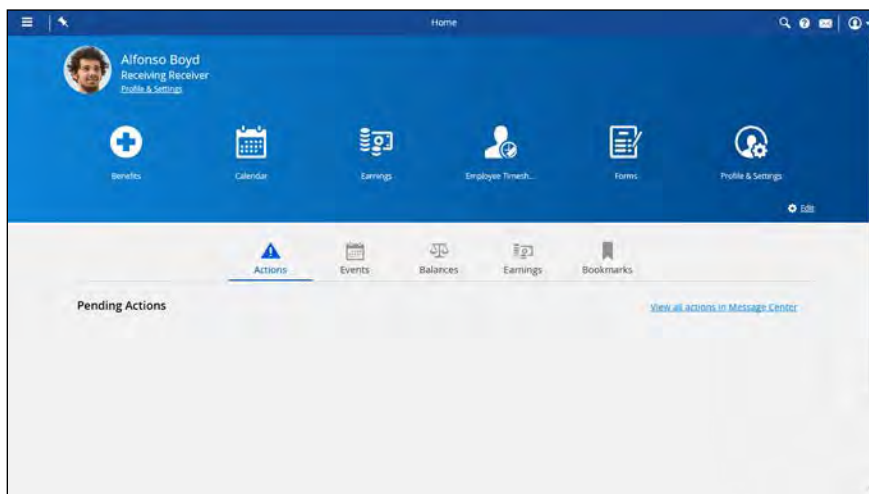 Home
Alfonso Boyd
Receiving Receiver
Profile & Settings
Benefits
Calendar
Earnings
Employee Timesh...
Forms
Profile & Settings
Edit
Actions
Events
Balances
Earnings
Bookmarks
Pending Actions
View all actions in Message Center